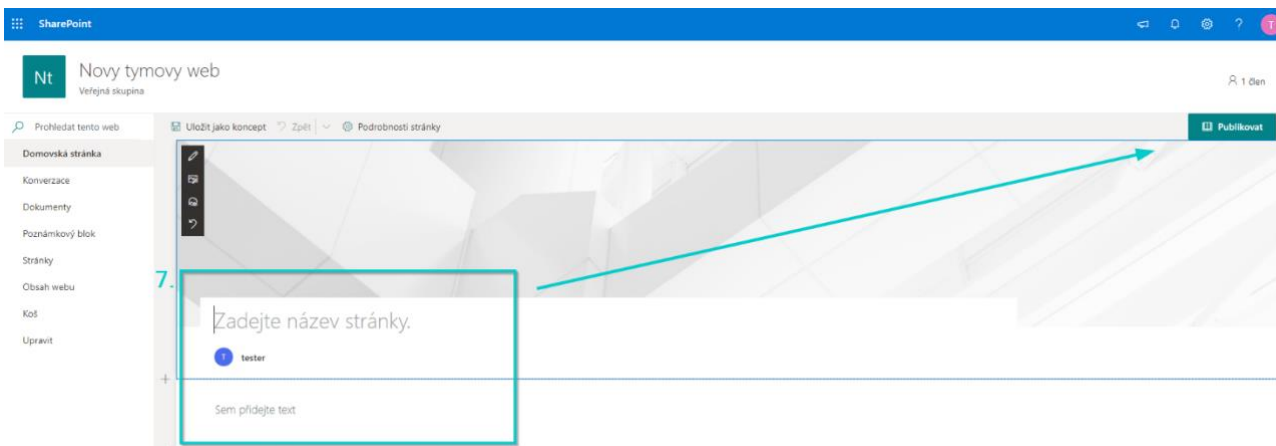 SharePoint
T
Nt
Novy tymovy web
Veřejná skupina
1 člen
Prohledat tento web
Uložit jako koncept Zpět Podrobnosti stránky
Publikovat
Domovská stránka
Konverzace
Dokumenty
Poznámkový blok
Stránky
Obsah webu
Koš
Upravit
7.
Zadejte název stránky.
T tester
Sem přidejte text